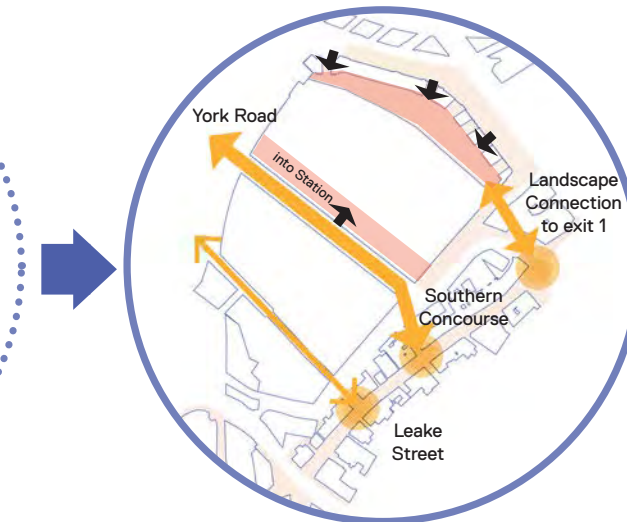 York Road
into Station
Landscape
Connection
to exit 1
Southern
Concourse
Leake
Street